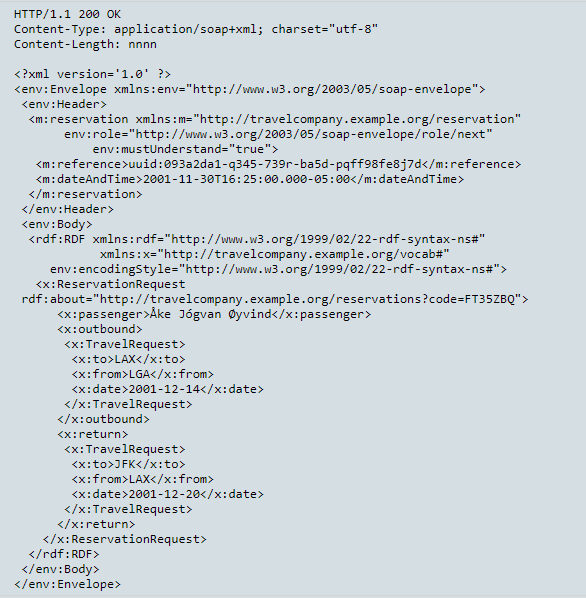 HTTP/1.1 200 OK
Content-Type: application/soap+xml; charset="utf-8"
Content-Length: nnnn

<?xml version='1.0' ?>
<env:Envelope xmlns:env="http://www.w3.org/2003/05/soap-envelope">
 <env:Header>
  <m:reservation xmlns:m="http://travelcompany.example.org/reservation"
       env:role="http://www.w3.org/2003/05/soap-envelope/role/next"
           env:mustUnderstand="true">
   <m:reference>uuid:093a2da1-q345-739r-ba5d-pqff98fe8j7d</m:reference>
   <m:dateAndTime>2001-11-30T16:25:00.000-05:00</m:dateAndTime>
  </m:reservation>
 </env:Header>
 <env:Body>
  <rdf:RDF xmlns:rdf="http://www.w3.org/1999/02/22-rdf-syntax-ns#"
            xmlns:x="http://travelcompany.example.org/vocab#"
     env:encodingStyle="http://www.w3.org/1999/02/22-rdf-syntax-ns#">
   <x:ReservationRequest
 rdf:about="http://travelcompany.example.org/reservations?code=FT35ZBQ">
      <x:passenger>Åke Jógvan Øyvind</x:passenger>
      <x:outbound>
       <x:TravelRequest>
        <x:to>LAX</x:to>
        <x:from>LGA</x:from>
        <x:date>2001-12-14</x:date>
       </x:TravelRequest>
      </x:outbound>
      <x:return>
       <x:TravelRequest>
        <x:to>JFK</x:to>
        <x:from>LAX</x:from>
        <x:date>2001-12-20</x:date>
       </x:TravelRequest>
      </x:return>
    </x:ReservationRequest>
  </rdf:RDF>
 </env:Body>
</env:Envelope>